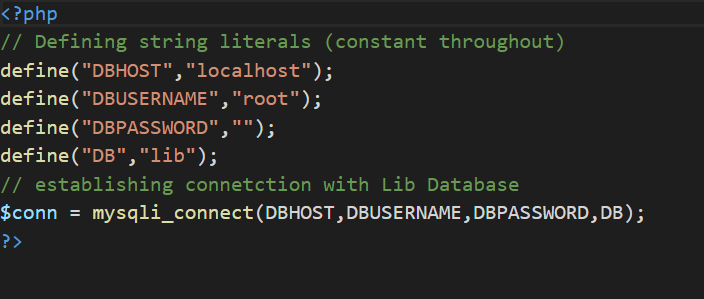 <?php
// Defining string literals (constant throughout)
define("DBHOST","localhost");
define("DBUSERNAME","root");
define("DBPASSWORD","");
define("DB","lib");
// establishing connetction with Lib Database
$conn = mysqli_connect(DBHOST,DBUSERNAME,DBPASSWORD,DB);
?>